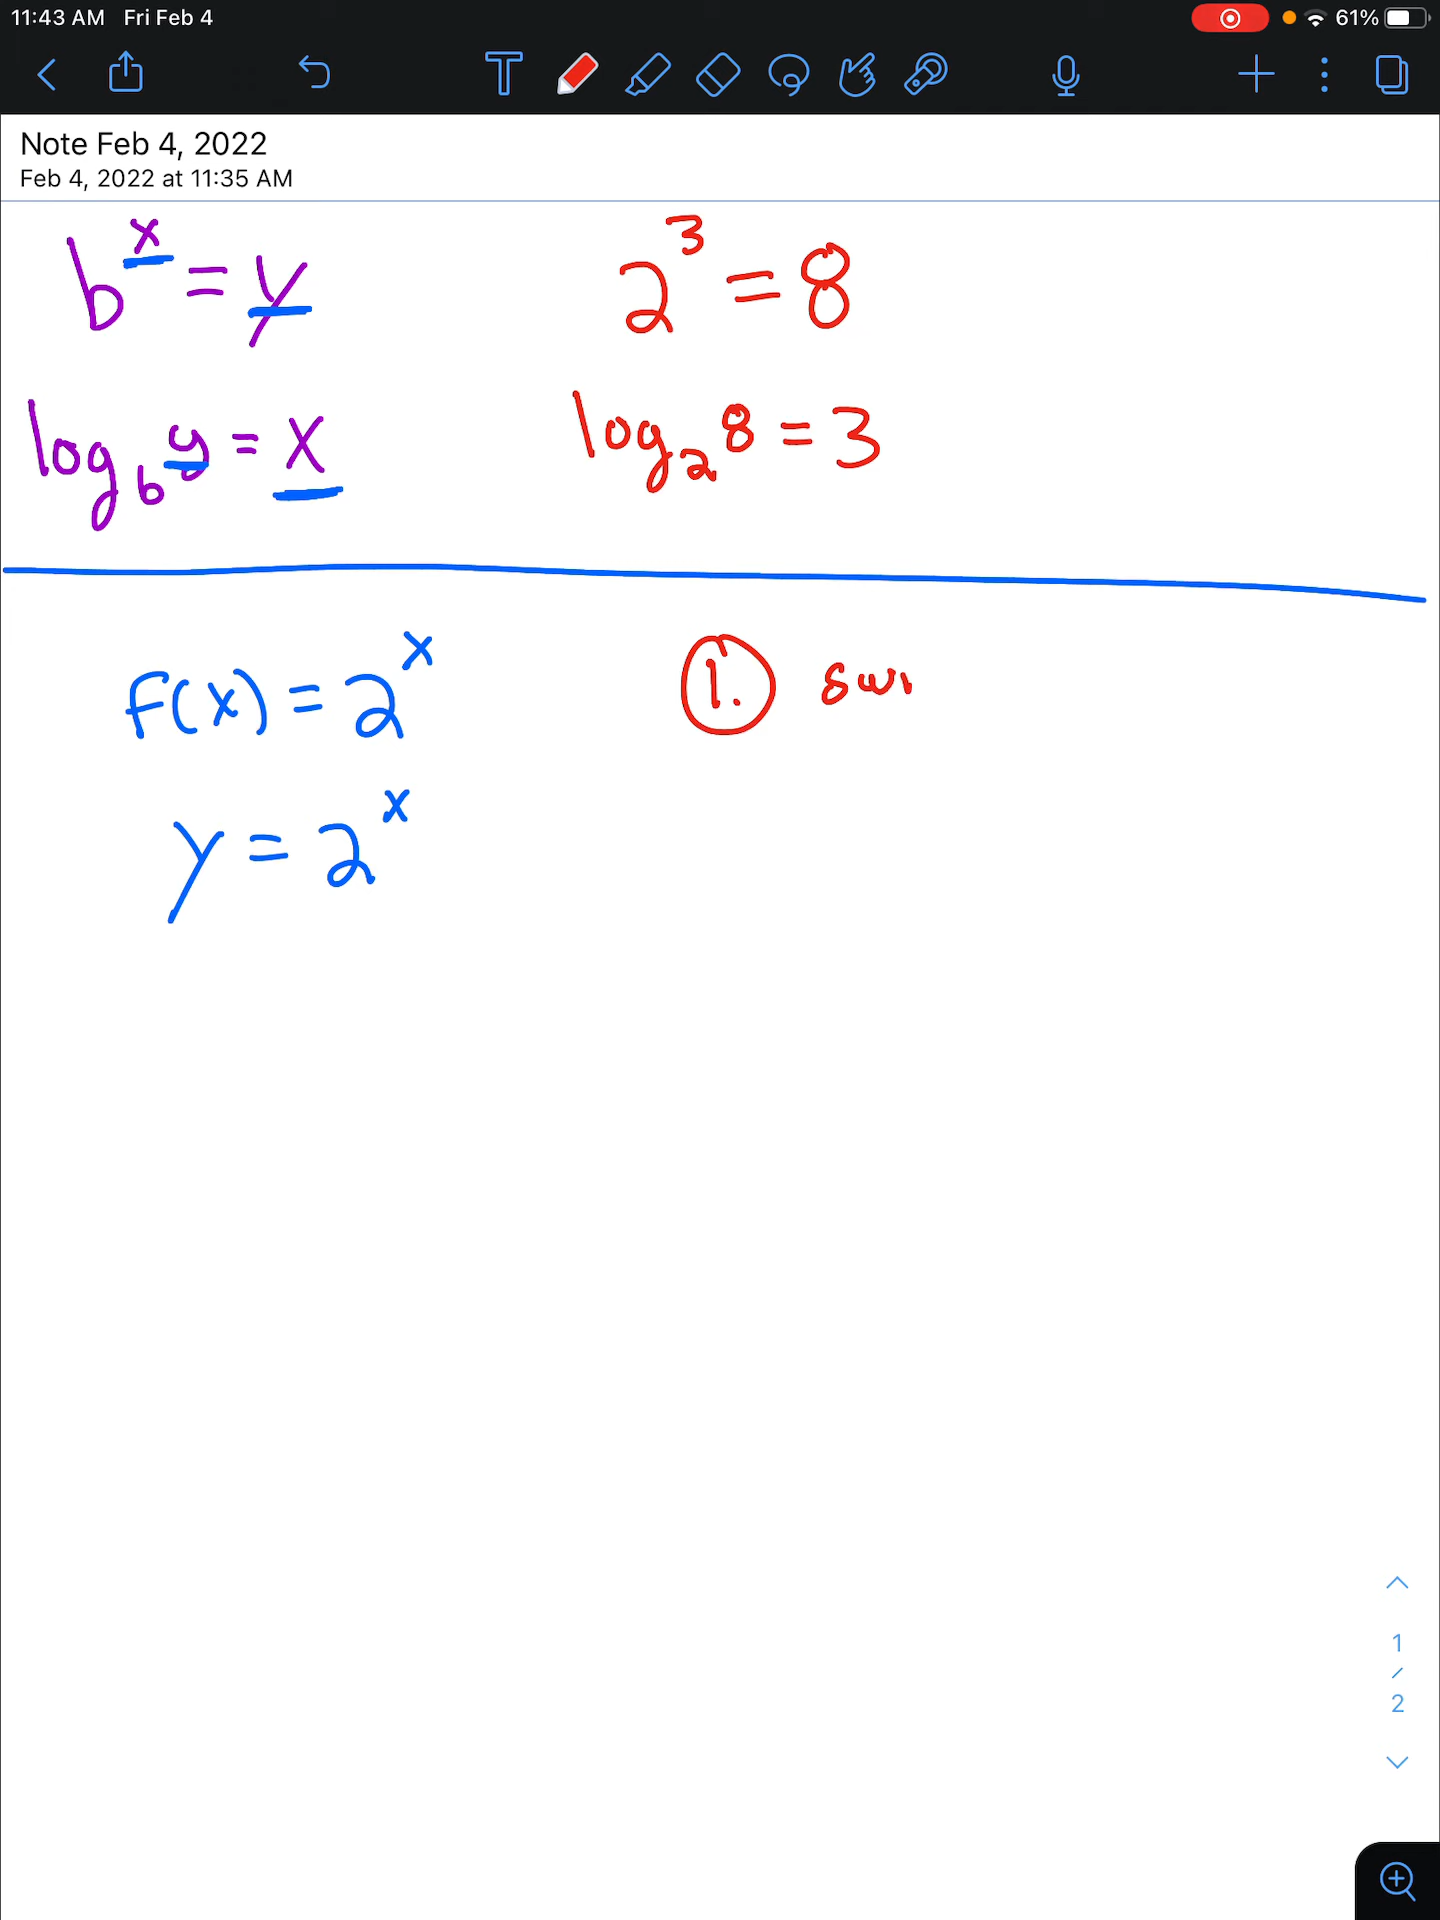 11:43 AM Fri Feb 4 61%
T
Note Feb 4, 2022
Feb 4, 2022 at 11:35 AM
b^x = y
2^3 = 8
log_b y = x
log_2 8 = 3
f(x) = 2^x
1. sw
y = 2^x
1
/
2